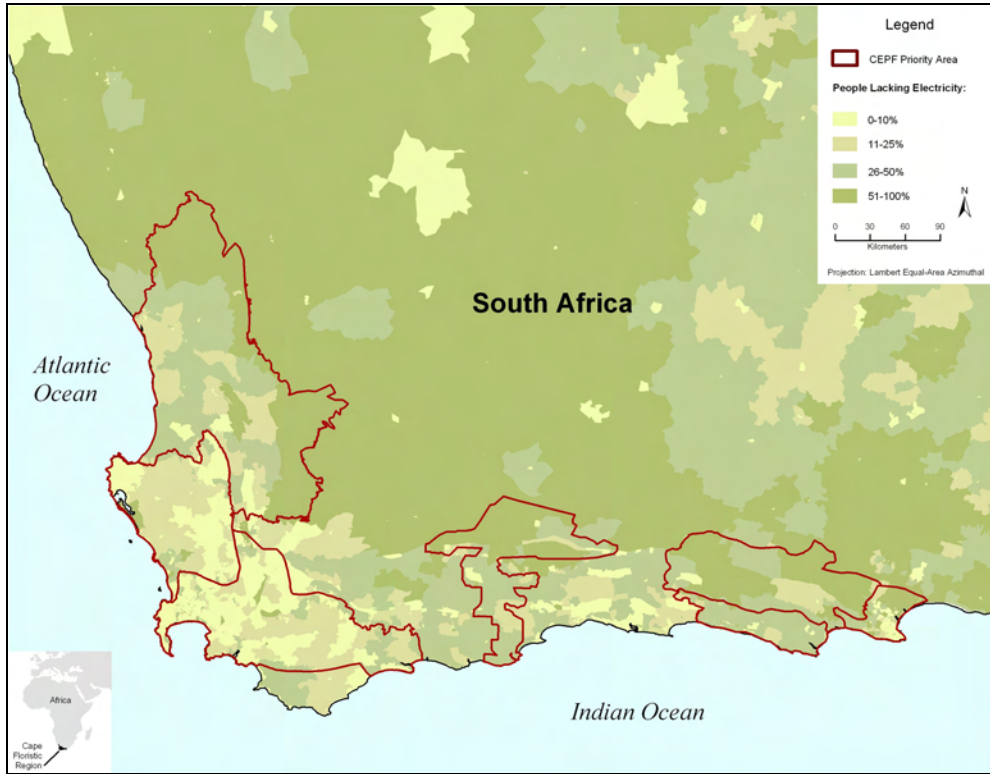 Legend
CEPF Priority Area
People Lacking Electricity:
0-10%
11-25%
26-50%
51-100%
N
0 30 60 90
Kilometers
Projection: Lambert Equal-Area Azimuthal
South Africa
Atlantic
Ocean
Indian Ocean
Africa
Cape
Floristic
Region